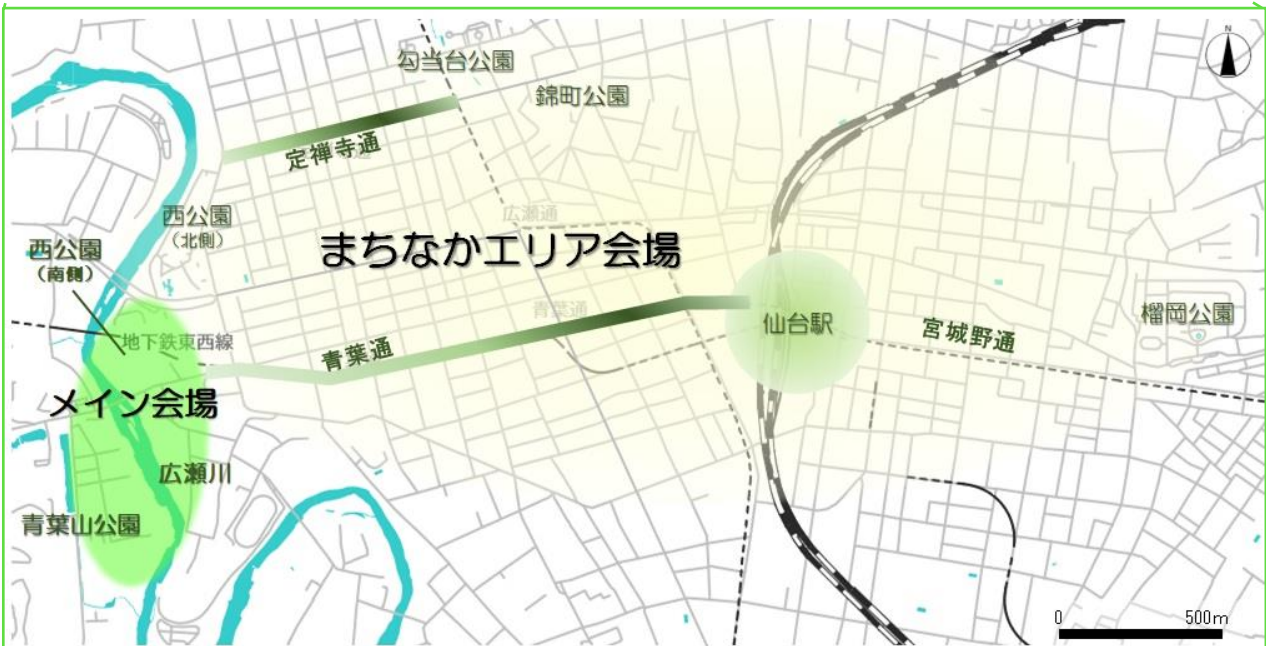 N
勾当台公園
錦町公園
定禅寺通
西公園
（北側）
広瀬通
まちなかエリア会場
西公園
（南側）
青葉通
仙台駅
宮城野通
榴岡公園
地下鉄東西線
青葉通
メイン会場
広瀬川
青葉山公園
0 500m